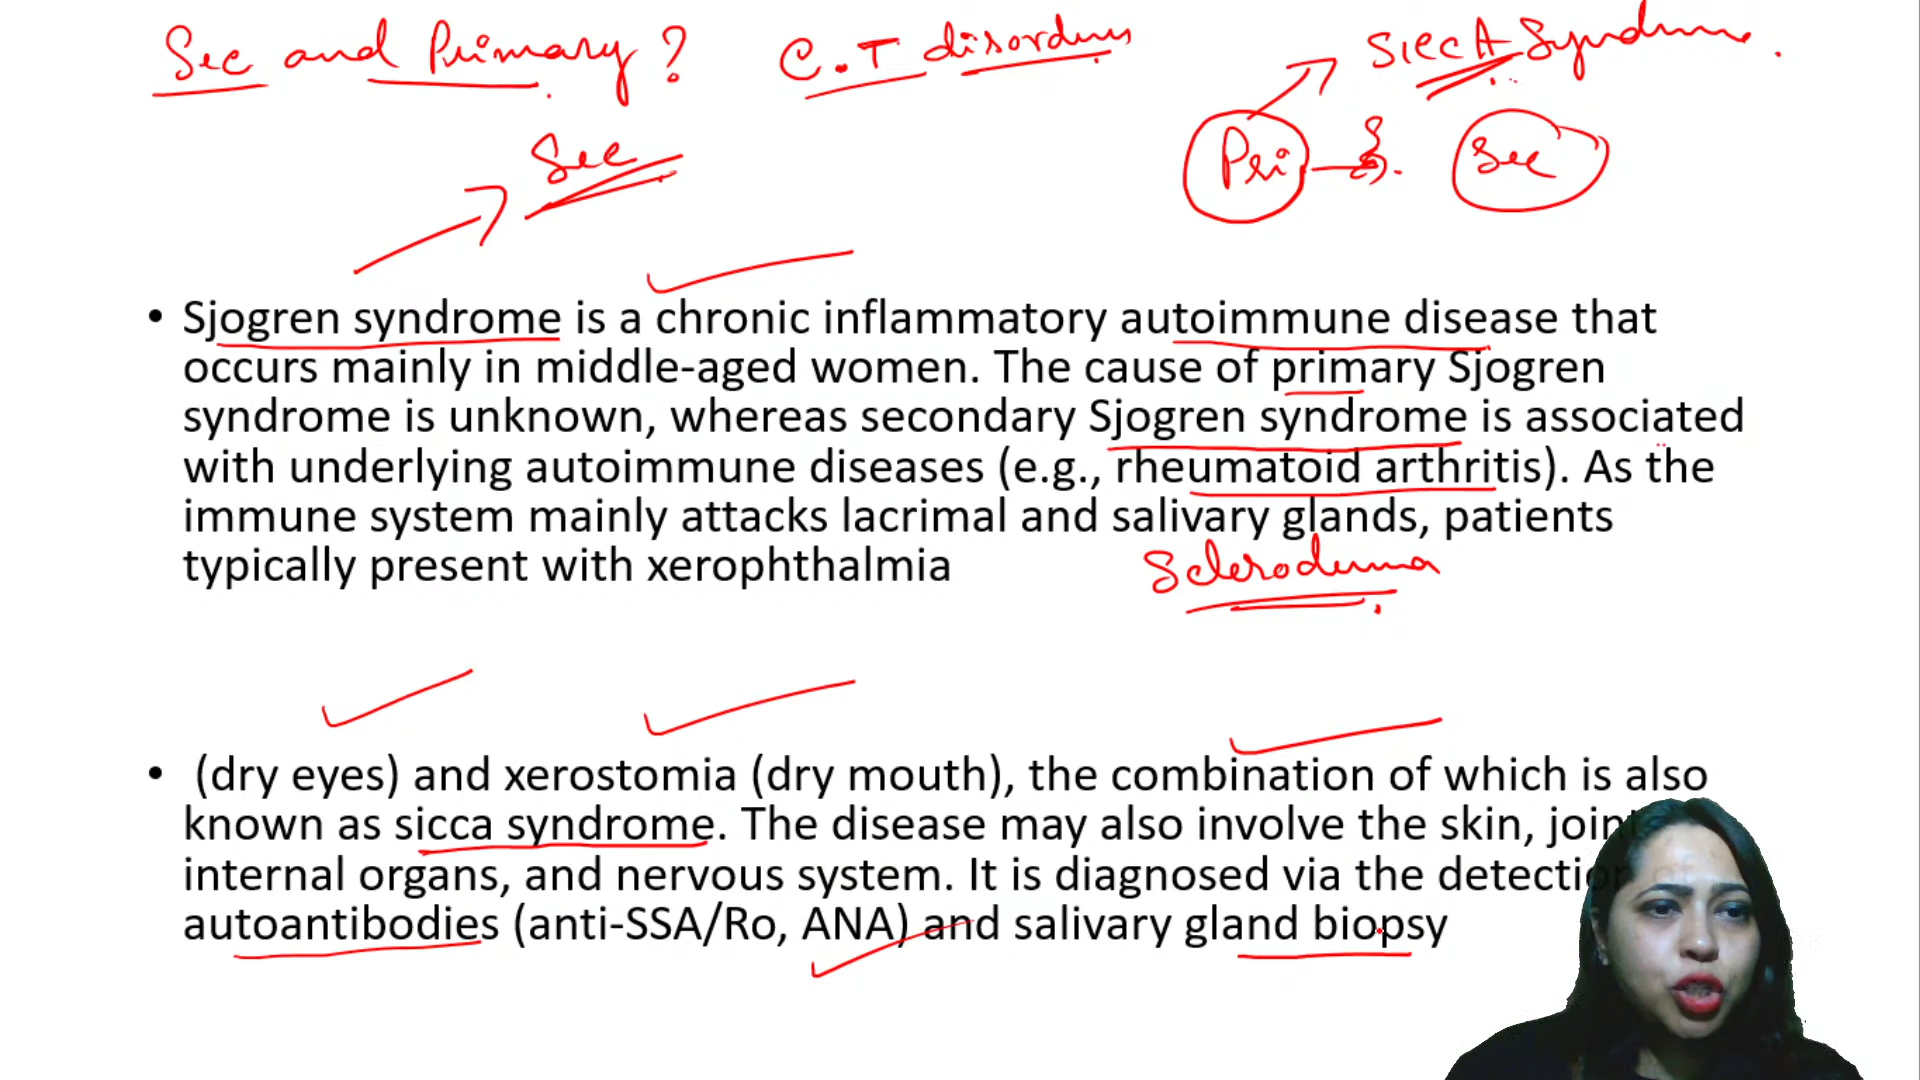 Sec and Primary? C.T disorders SICCA Syndrome.
Sec Pri Sec
• Sjogren syndrome is a chronic inflammatory autoimmune disease that
occurs mainly in middle-aged women. The cause of primary Sjogren
syndrome is unknown, whereas secondary Sjogren syndrome is associated
with underlying autoimmune diseases (e.g., rheumatoid arthritis). As the
immune system mainly attacks lacrimal and salivary glands, patients
typically present with xerophthalmia
Scleroderma
• (dry eyes) and xerostomia (dry mouth), the combination of which is also
known as sicca syndrome. The disease may also involve the skin,
internal organs, and nervous system. It is diagnosed via the
autoantibodies (anti-SSA/Ro, ANA) and salivary gland biopsy